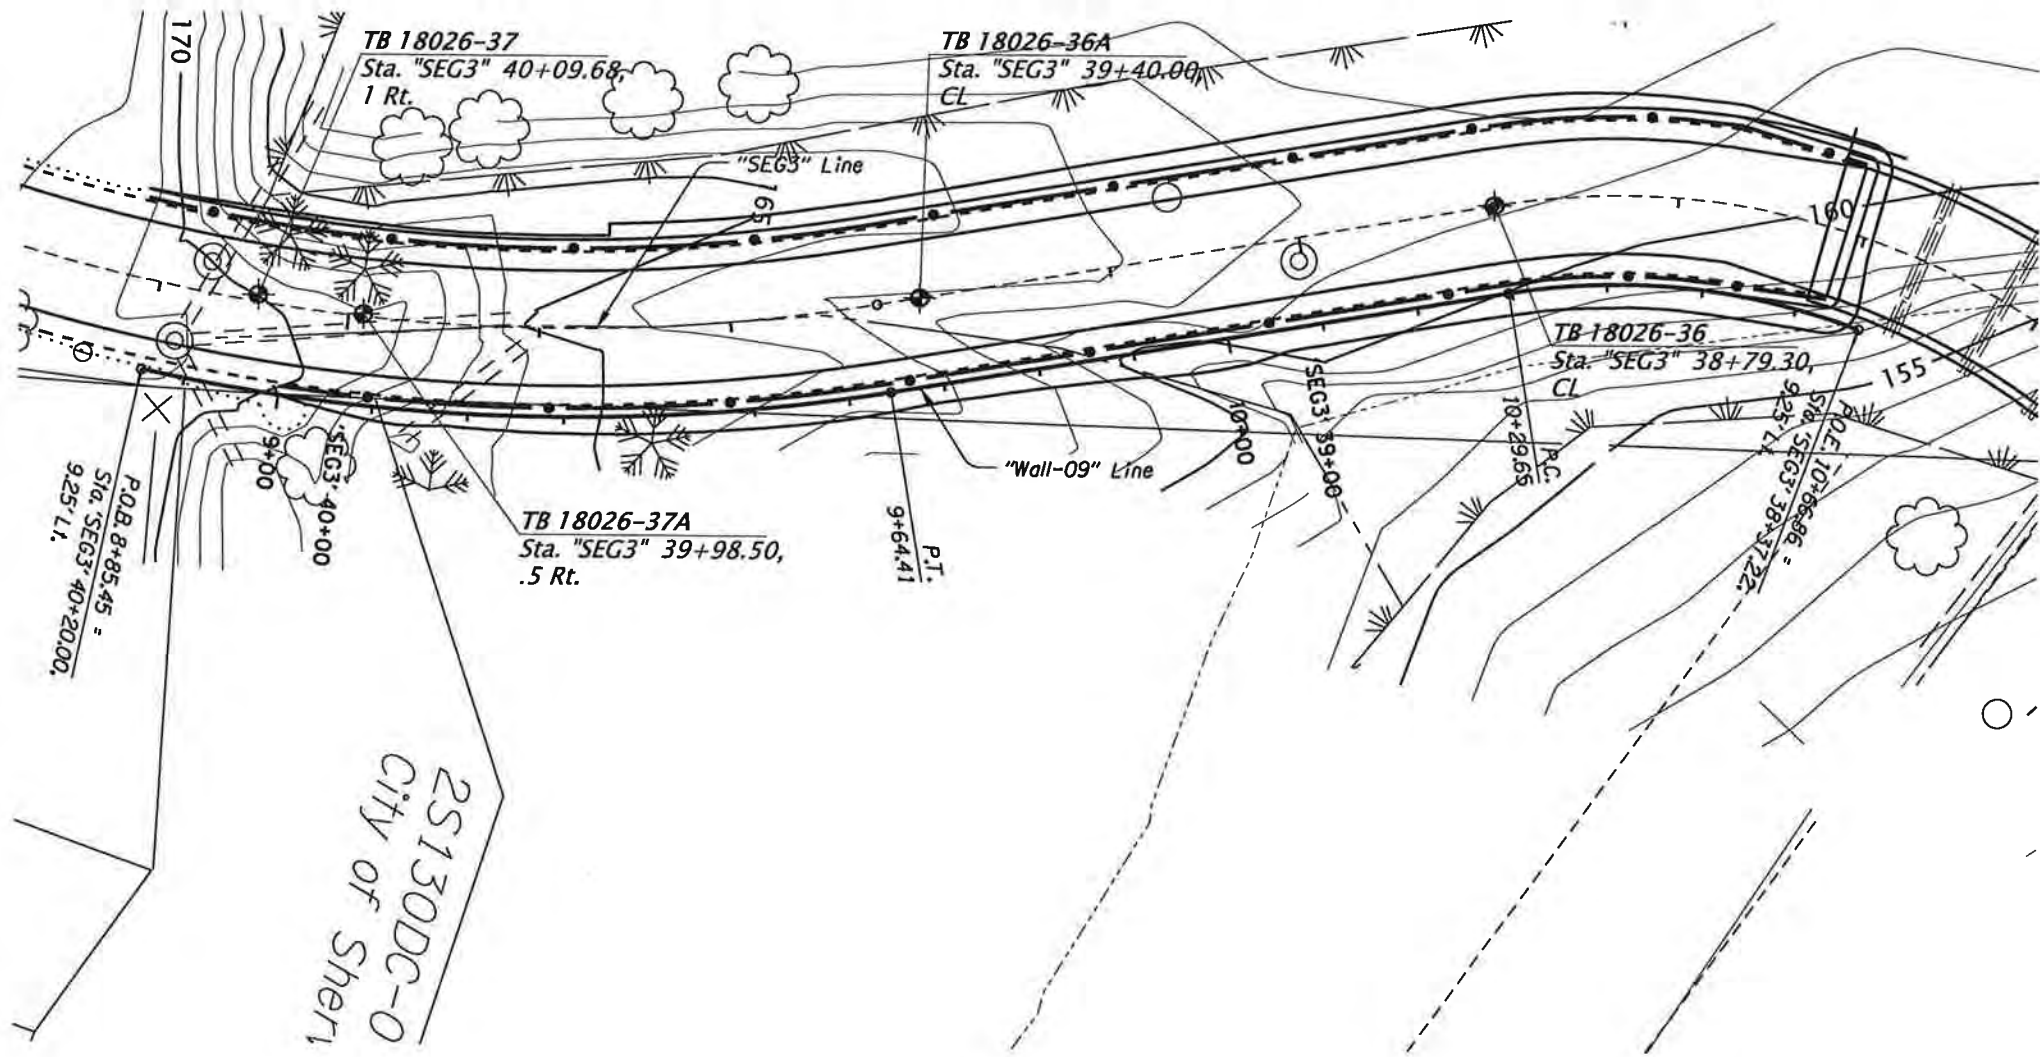 170
TB 18026-37
Sta. "SEG3" 40+09.68,
1 Rt.
TB 18026-36A
Sta. "SEG3" 39+40.00,
CL
"SEG3" Line
165
160
TB 18026-36
Sta. "SEG3" 38+79.30,
CL
155
"SEG3" 39+00
10+00
P.C.
10+29.65
P.O.E. 10+66.86 =
Sta. "SEG3" 38+37.22,
9.25' Lt.
"Wall-09" Line
9+00
"SEG3" 40+00
P.O.B. 8+85.45 =
Sta. "SEG3" 40+20.00,
9.25' Lt.
TB 18026-37A
Sta. "SEG3" 39+98.50,
.5 Rt.
P.T.
9+64.41
2S130DC-0
City of Sher